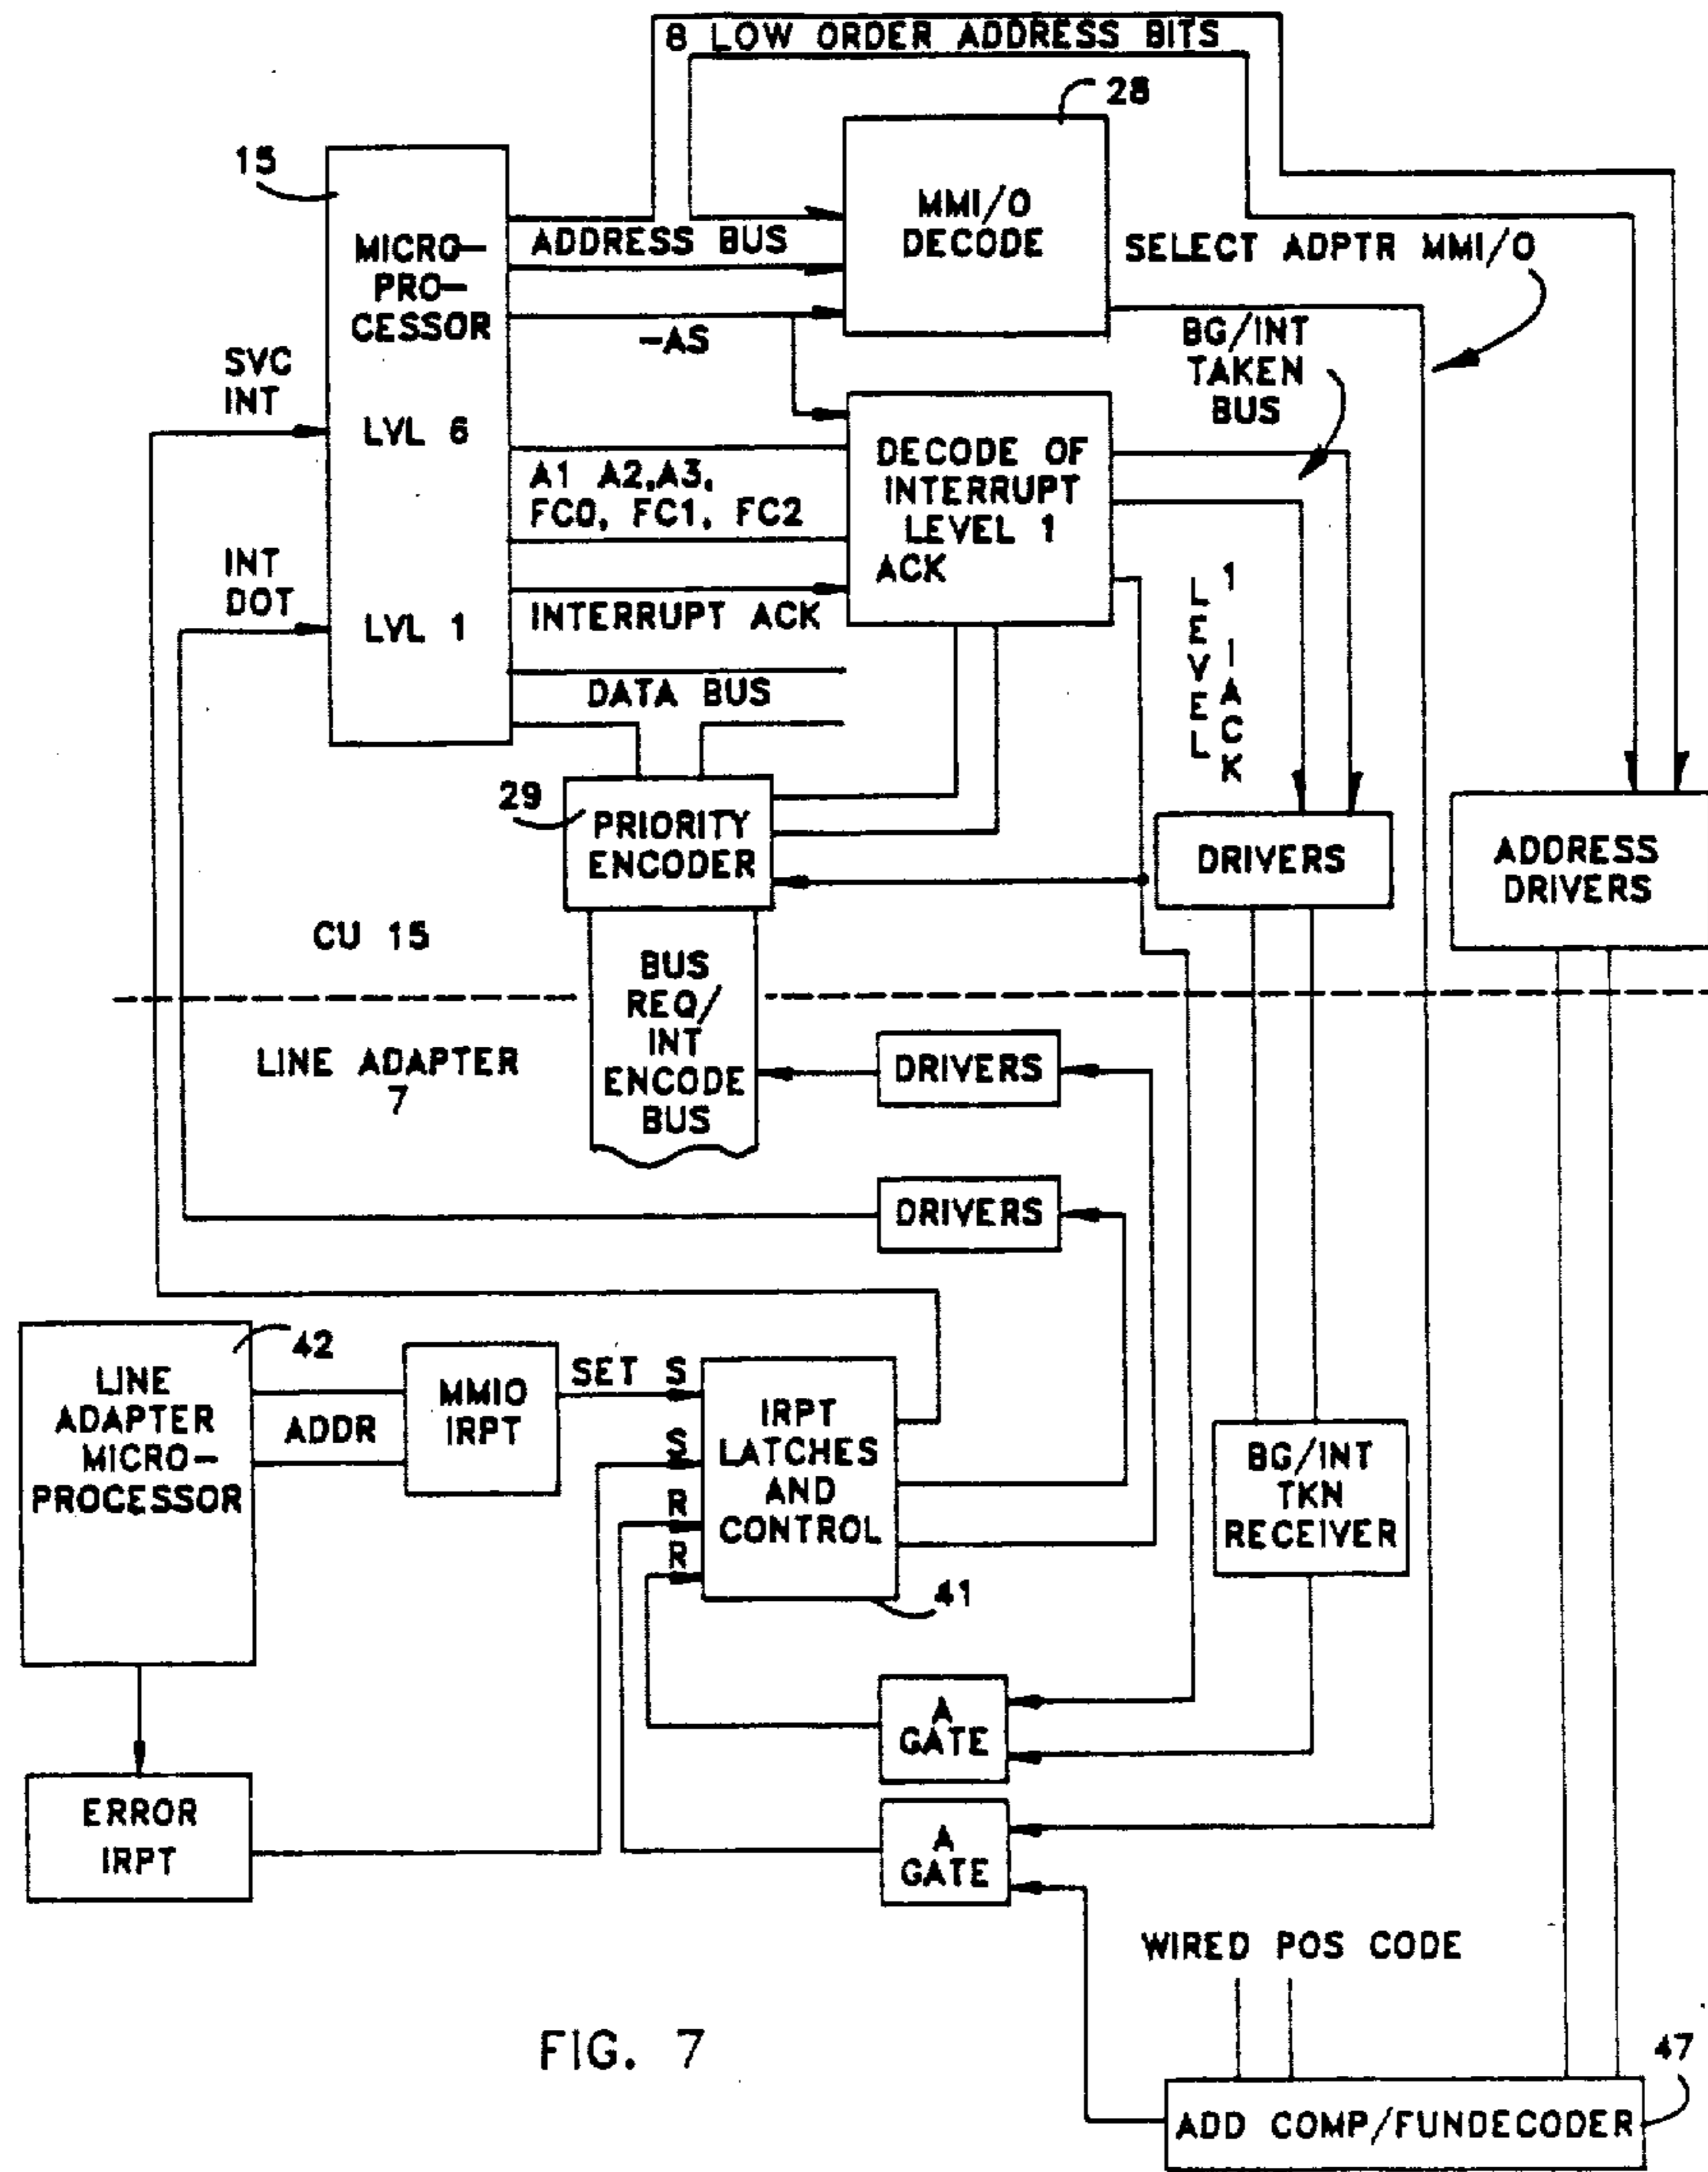 8 LOW ORDER ADDRESS BITS
28
15
MICRO-
PRO-
CESSOR
LVL 6
LVL 1
SVC
INT
INT
DOT
ADDRESS BUS
-AS
MMI/O
DECODE
SELECT ADPTR MMI/O
BG/INT
TAKEN
BUS
A1 A2,A3,
FC0, FC1, FC2
INTERRUPT ACK
DATA BUS
DECODE OF
INTERRUPT
LEVEL 1
ACK
LEVEL
1 IACK
29
PRIORITY
ENCODER
DRIVERS
ADDRESS
DRIVERS
CU 15
BUS
REQ/
INT
ENCODE
BUS
LINE ADAPTER
7
DRIVERS
DRIVERS
42
LINE
ADAPTER
MICRO-
PROCESSOR
ADDR
MMIO
IRPT
SET S
S
R
R
IRPT
LATCHES
AND
CONTROL
41
BG/INT
TKN
RECEIVER
A
GATE
A
GATE
ERROR
IRPT
WIRED POS CODE
47
ADD COMP/FUNDECODER
FIG. 7